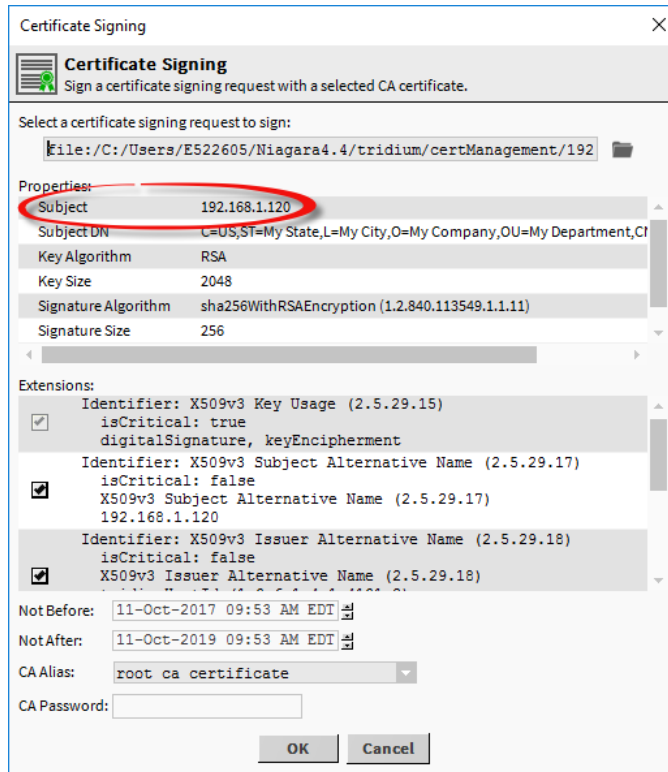 Certificate Signing
Certificate Signing
Sign a certificate signing request with a selected CA certificate.
Select a certificate signing request to sign:
file:/C:/Users/E522605/Niagara4.4/tridium/certManagement/192
Properties:
Subject 192.168.1.120
Subject DN C=US,ST=My State,L=My City,O=My Company,OU=My Department,CN
Key Algorithm RSA
Key Size 2048
Signature Algorithm sha256WithRSAEncryption (1.2.840.113549.1.1.11)
Signature Size 256
Extensions:
Identifier: X509v3 Key Usage (2.5.29.15)
isCritical: true
digitalSignature, keyEncipherment
Identifier: X509v3 Subject Alternative Name (2.5.29.17)
isCritical: false
X509v3 Subject Alternative Name (2.5.29.17)
192.168.1.120
Identifier: X509v3 Issuer Alternative Name (2.5.29.18)
isCritical: false
X509v3 Issuer Alternative Name (2.5.29.18)
Not Before: 11-Oct-2017 09:53 AM EDT
Not After: 11-Oct-2019 09:53 AM EDT
CA Alias: root ca certificate
CA Password:
OK Cancel